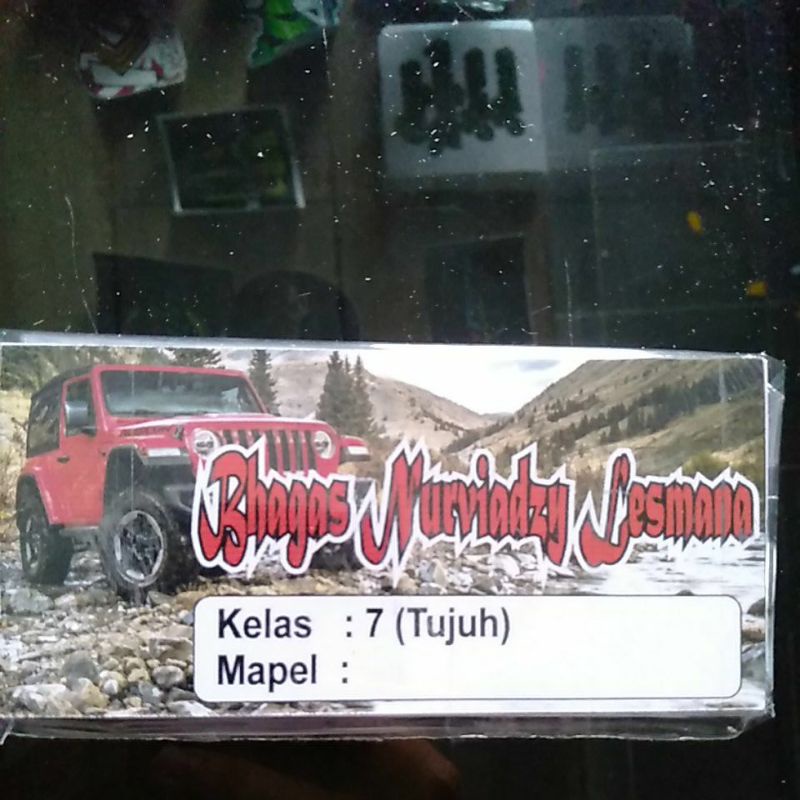 Bhagas Nurviadzy Lesmana
Kelas : 7 (Tujuh)
Mapel :